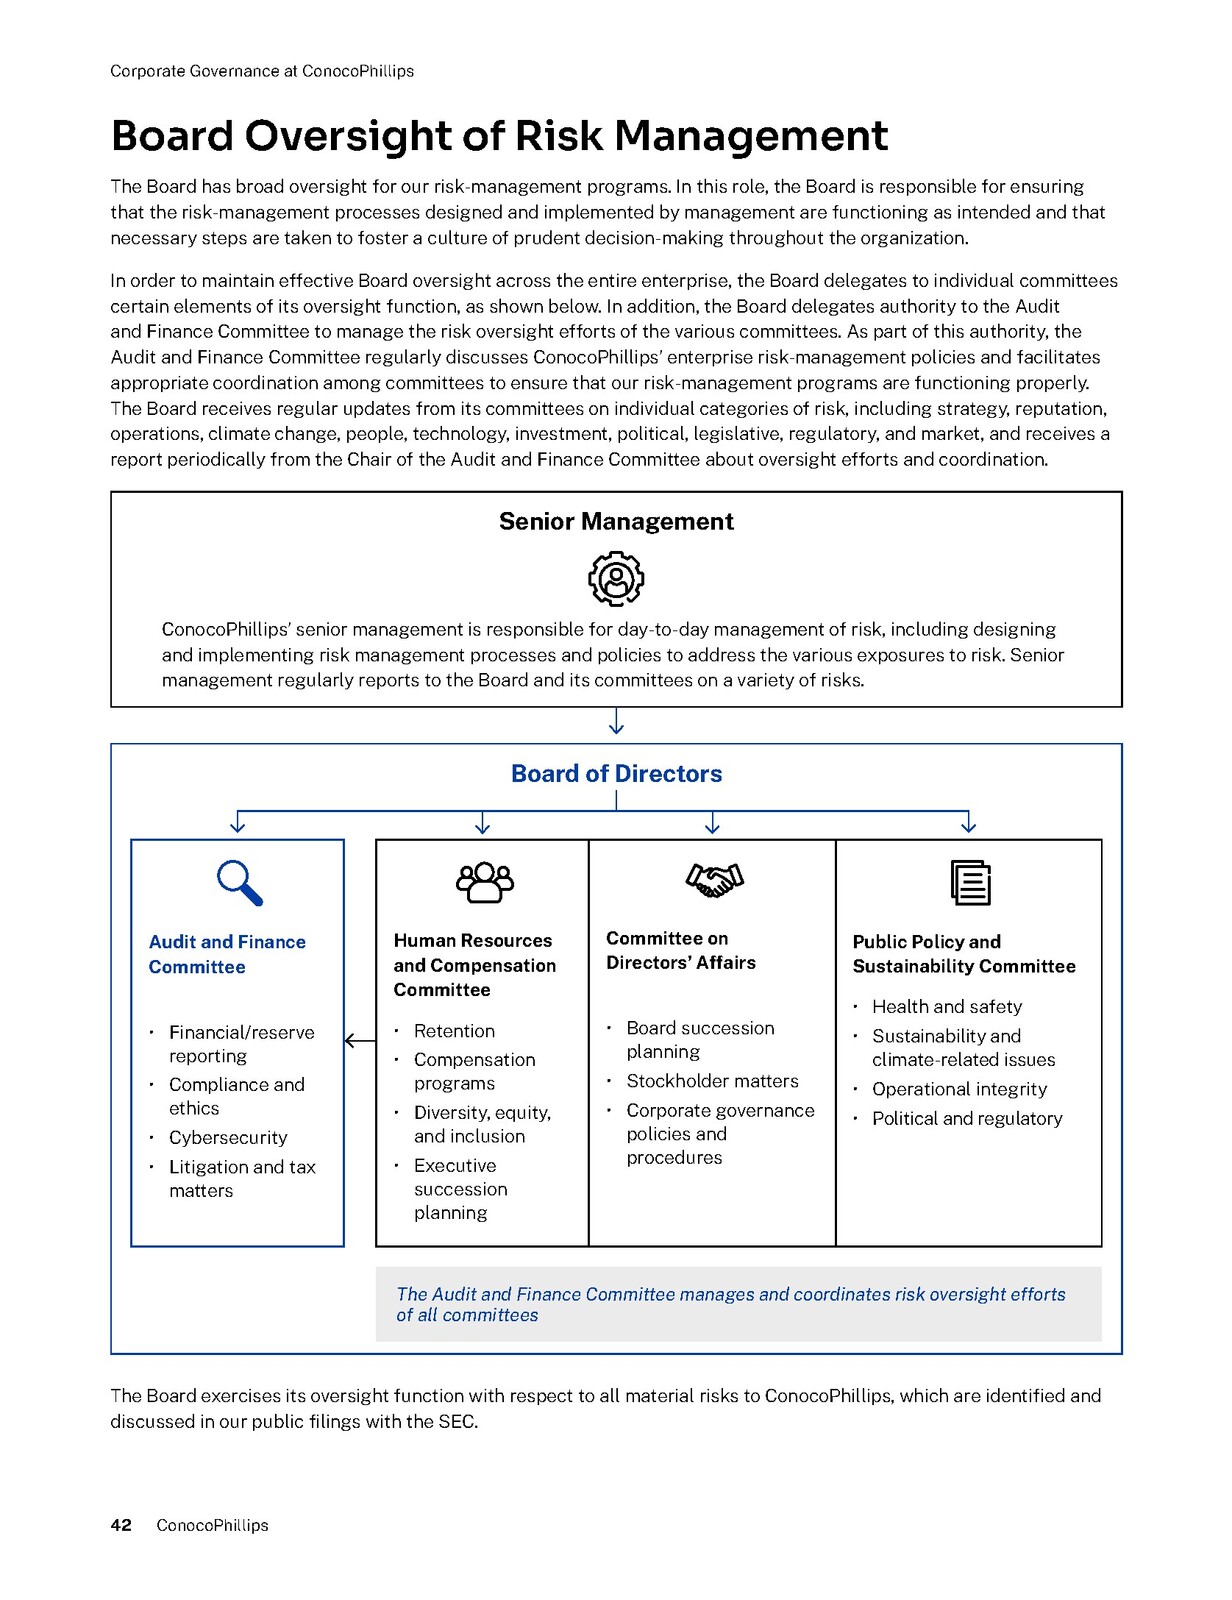 Corporate Governance at ConocoPhillips
Board Oversight of Risk Management
The Board has broad oversight for our risk-management programs. In this role, the Board is responsible for ensuring
that the risk-management processes designed and implemented by management are functioning as intended and that
necessary steps are taken to foster a culture of prudent decision-making throughout the organization.
In order to maintain effective Board oversight across the entire enterprise, the Board delegates to individual committees
certain elements of its oversight function, as shown below. In addition, the Board delegates authority to the Audit
and Finance Committee to manage the risk oversight efforts of the various committees. As part of this authority, the
Audit and Finance Committee regularly discusses ConocoPhillips’ enterprise risk-management policies and facilitates
appropriate coordination among committees to ensure that our risk-management programs are functioning properly.
The Board receives regular updates from its committees on individual categories of risk, including strategy, reputation,
operations, climate change, people, technology, investment, political, legislative, regulatory, and market, and receives a
report periodically from the Chair of the Audit and Finance Committee about oversight efforts and coordination.
Senior Management
ConocoPhillips’ senior management is responsible for day-to-day management of risk, including designing
and implementing risk management processes and policies to address the various exposures to risk. Senior
management regularly reports to the Board and its committees on a variety of risks.
Board of Directors
Audit and Finance
Committee
• Financial/reserve
reporting
• Compliance and
ethics
• Cybersecurity
• Litigation and tax
matters
Human Resources
and Compensation
Committee
• Retention
• Compensation
programs
• Diversity, equity,
and inclusion
• Executive
succession
planning
Committee on
Directors’ Affairs
• Board succession
planning
• Stockholder matters
• Corporate governance
policies and
procedures
Public Policy and
Sustainability Committee
• Health and safety
• Sustainability and
climate-related issues
• Operational integrity
• Political and regulatory
The Audit and Finance Committee manages and coordinates risk oversight efforts
of all committees
The Board exercises its oversight function with respect to all material risks to ConocoPhillips, which are identified and
discussed in our public filings with the SEC.
42 ConocoPhillips